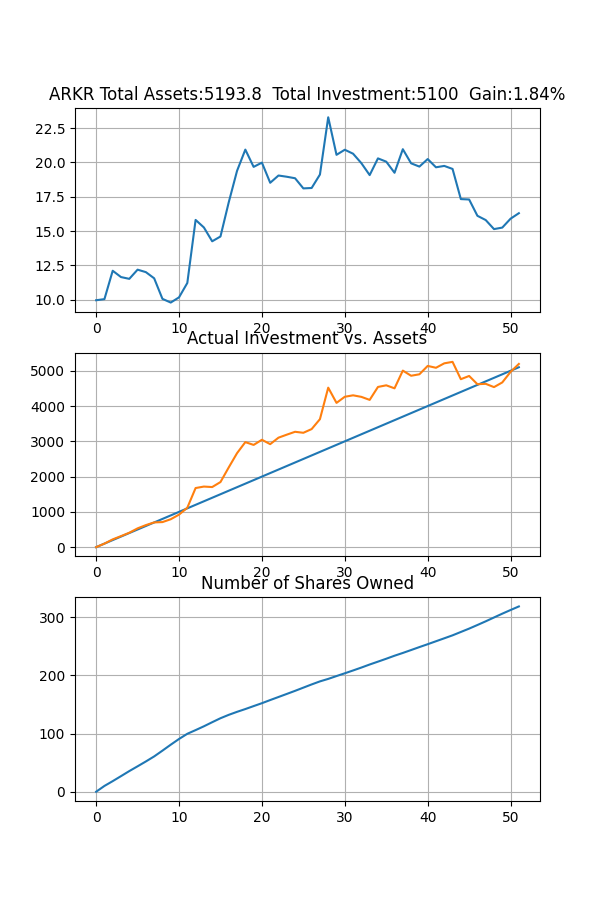 ARKR Total Assets:5193.8  Total Investment:5100  Gain:1.84%
22.5
20.0
17.5
15.0
12.5
10.0
0 10 20 30 40 50
Actual Investment vs. Assets
5000
4000
3000
2000
1000
0
0 10 20 30 40 50
Number of Shares Owned
300
200
100
0
0 10 20 30 40 50